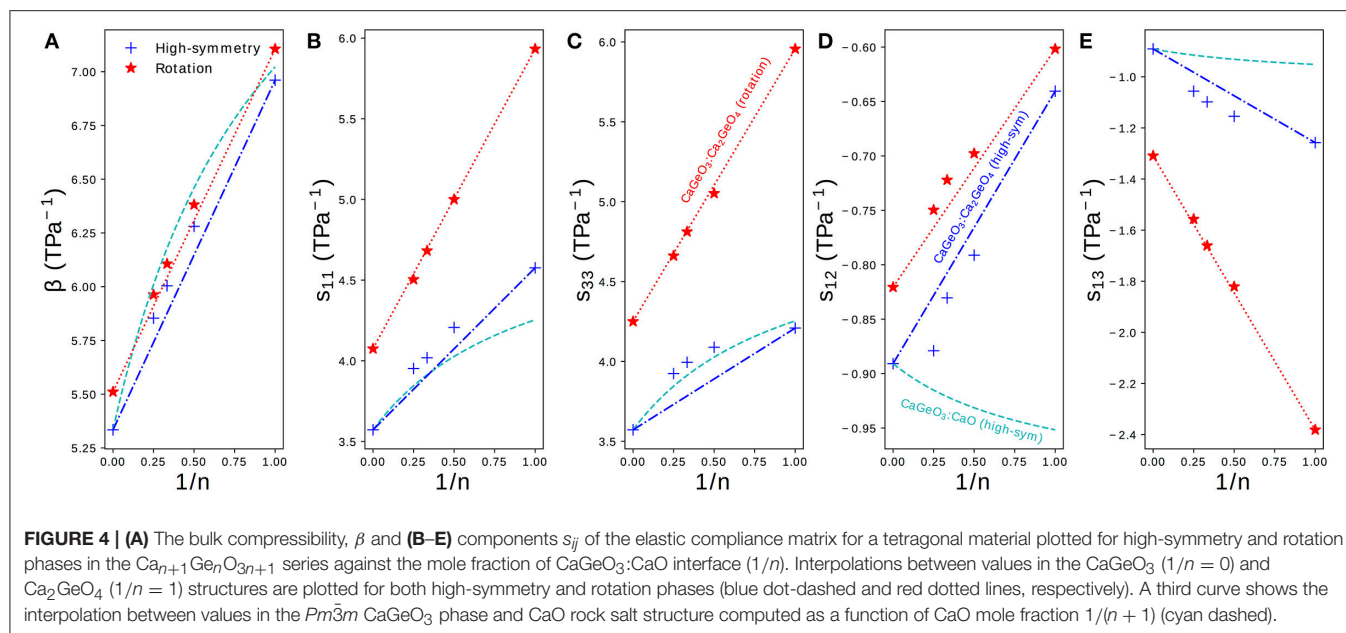 A
High-symmetry
Rotation
7.00
6.75
6.50
6.25
6.00
5.75
5.50
5.25
β (TPa⁻¹)
0.00 0.25 0.50 0.75 1.00
1/n
B
6.0
5.5
5.0
4.5
4.0
3.5
s₁₁ (TPa⁻¹)
0.00 0.25 0.50 0.75 1.00
1/n
C
6.0
5.5
5.0
4.5
4.0
3.5
s₃₃ (TPa⁻¹)
CaGeO₃:Ca₂GeO₄ (rotation)
0.00 0.25 0.50 0.75 1.00
1/n
D
−0.60
−0.65
−0.70
−0.75
−0.80
−0.85
−0.90
−0.95
s₁₂ (TPa⁻¹)
CaGeO₃:Ca₂GeO₄ (high-sym)
CaGeO₃:CaO (high-sym)
0.00 0.25 0.50 0.75 1.00
1/n
E
−1.0
−1.2
−1.4
−1.6
−1.8
−2.0
−2.2
−2.4
s₁₃ (TPa⁻¹)
0.00 0.25 0.50 0.75 1.00
1/n
FIGURE 4 | (A) The bulk compressibility, β and (B–E) components sᵢⱼ of the elastic compliance matrix for a tetragonal material plotted for high-symmetry and rotation
phases in the Caₙ₊₁GeₙO₃ₙ₊₁ series against the mole fraction of CaGeO₃:CaO interface (1/n). Interpolations between values in the CaGeO₃ (1/n = 0) and
Ca₂GeO₄ (1/n = 1) structures are plotted for both high-symmetry and rotation phases (blue dot-dashed and red dotted lines, respectively). A third curve shows the
interpolation between values in the Pm3̄m CaGeO₃ phase and CaO rock salt structure computed as a function of CaO mole fraction 1/(n + 1) (cyan dashed).